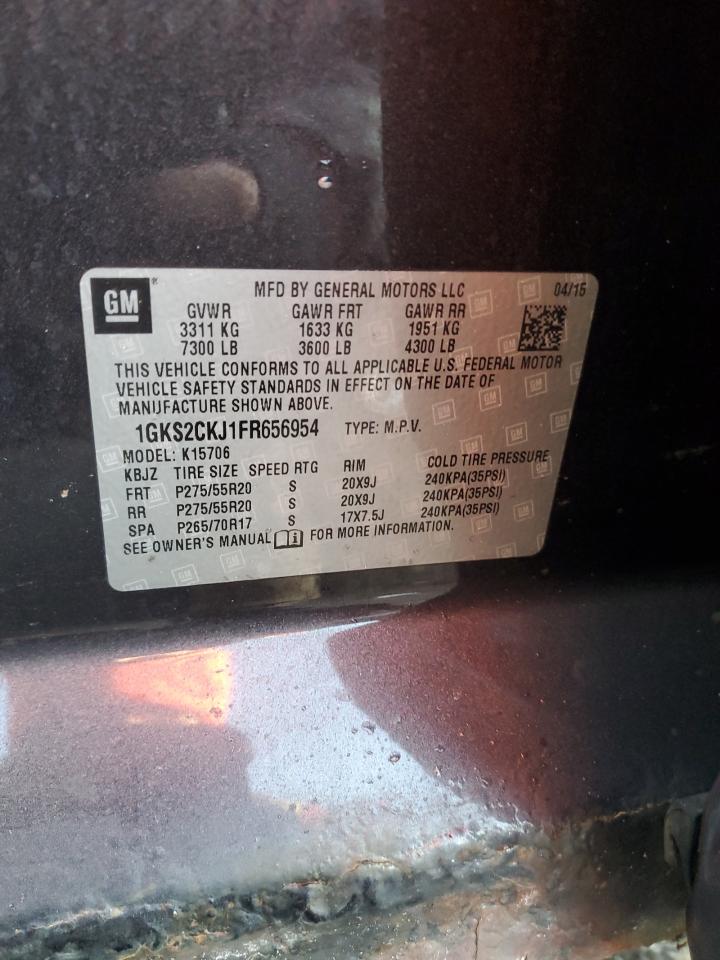 GM ® MFD BY GENERAL MOTORS LLC 04/15
GVWR GAWR FRT GAWR RR
3311 KG 1633 KG 1951 KG
7300 LB 3600 LB 4300 LB
THIS VEHICLE CONFORMS TO ALL APPLICABLE U.S. FEDERAL MOTOR
VEHICLE SAFETY STANDARDS IN EFFECT ON THE DATE OF
MANUFACTURE SHOWN ABOVE.
1GKS2CKJ1FR656954 TYPE: M.P.V.
MODEL: K15706
KBJZ TIRE SIZE SPEED RTG RIM COLD TIRE PRESSURE
FRT P275/55R20 S 20X9J 240KPA(35PSI)
RR P275/55R20 S 20X9J 240KPA(35PSI)
SPA P265/70R17 S 17X7.5J 240KPA(35PSI)
SEE OWNER'S MANUAL FOR MORE INFORMATION.